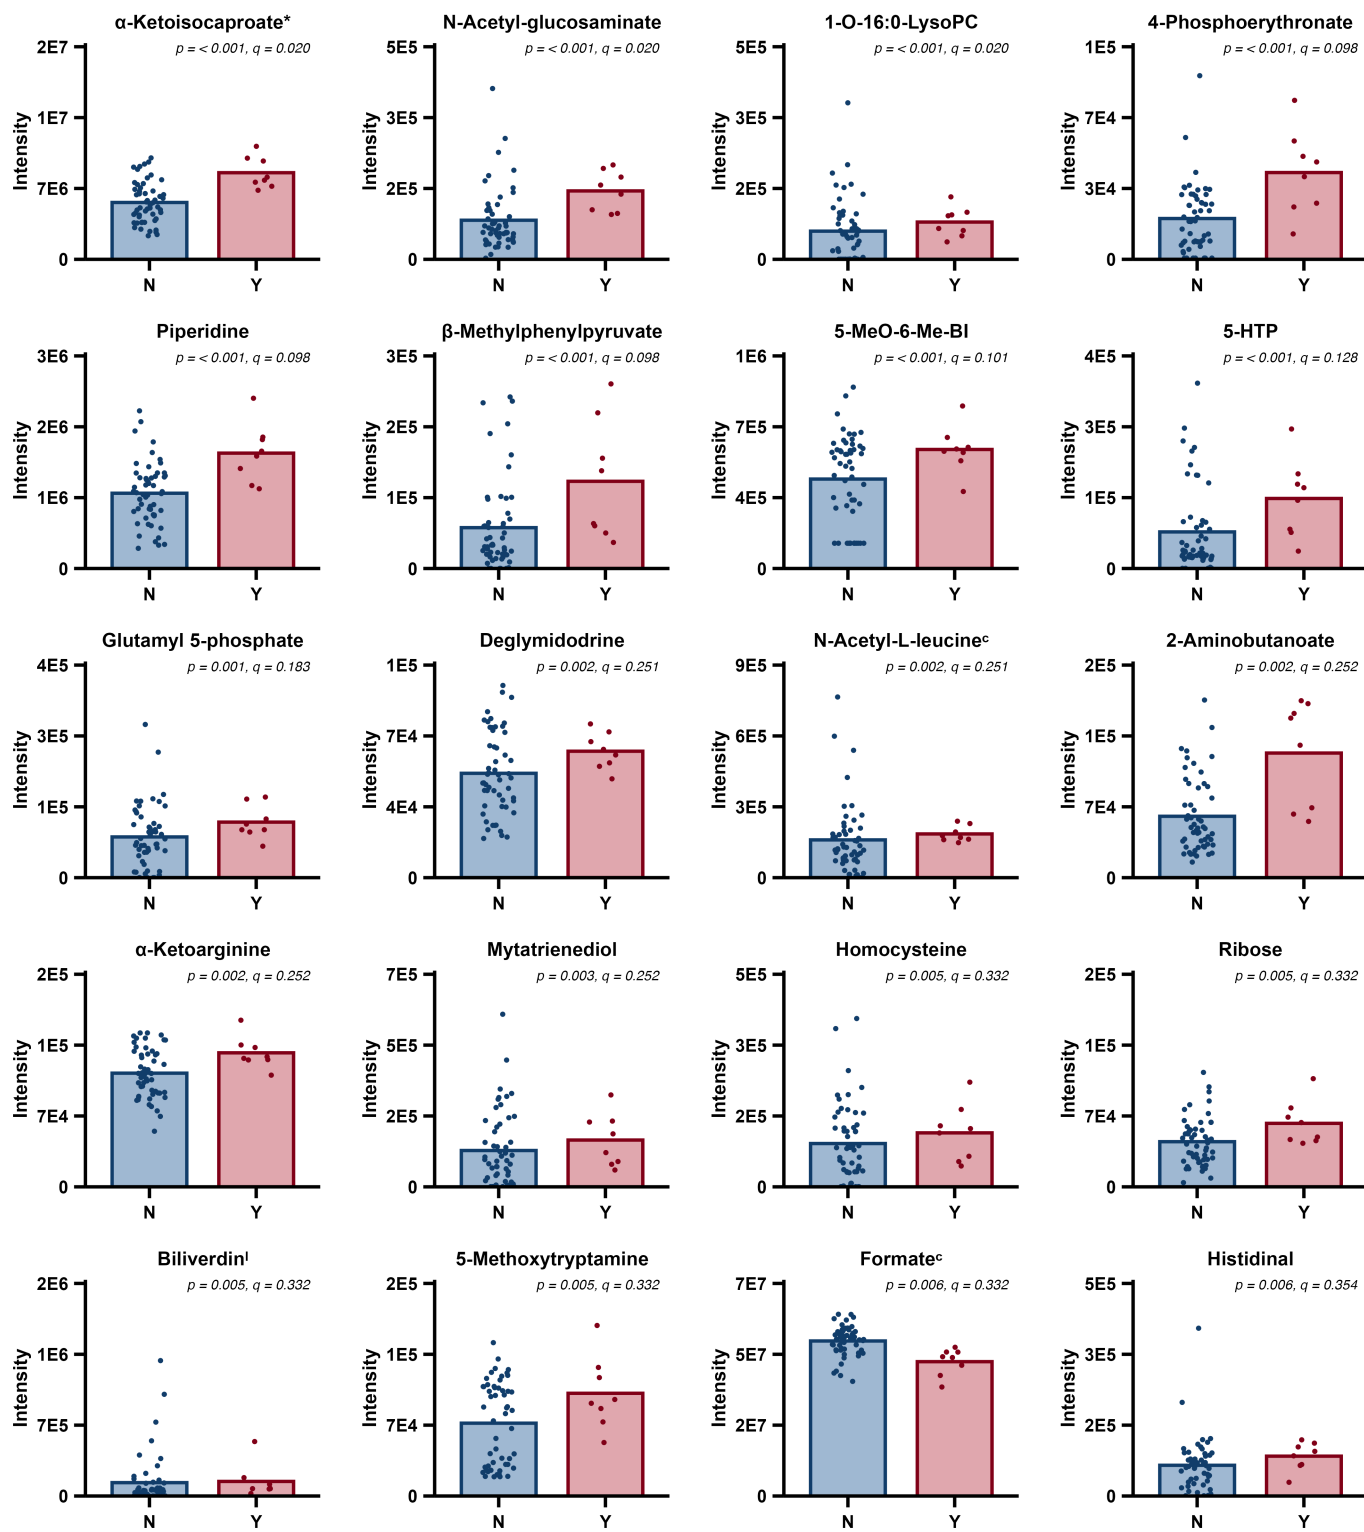 α-Ketoisocaproate*
p = < 0.001, q = 0.020
2E7
1E7
7E6
0
Intensity
N
Y
N-Acetyl-glucosaminate
p = < 0.001, q = 0.020
5E5
3E5
2E5
0
Intensity
N
Y
1-O-16:0-LysoPC
p = < 0.001, q = 0.020
5E5
3E5
2E5
0
Intensity
N
Y
4-Phosphoerythronate
p = < 0.001, q = 0.098
1E5
7E4
3E4
0
Intensity
N
Y
Piperidine
p = < 0.001, q = 0.098
3E6
2E6
1E6
0
Intensity
N
Y
β-Methylphenylpyruvate
p = < 0.001, q = 0.098
3E5
2E5
1E5
0
Intensity
N
Y
5-MeO-6-Me-BI
p = < 0.001, q = 0.101
1E6
7E5
4E5
0
Intensity
N
Y
5-HTP
p = < 0.001, q = 0.128
4E5
3E5
1E5
0
Intensity
N
Y
Glutamyl 5-phosphate
p = 0.001, q = 0.183
4E5
3E5
1E5
0
Intensity
N
Y
Deglymidodrine
p = 0.002, q = 0.251
1E5
7E4
4E4
0
Intensity
N
Y
N-Acetyl-L-leucineᶜ
p = 0.002, q = 0.251
9E5
6E5
3E5
0
Intensity
N
Y
2-Aminobutanoate
p = 0.002, q = 0.252
2E5
1E5
7E4
0
Intensity
N
Y
α-Ketoarginine
p = 0.002, q = 0.252
2E5
1E5
7E4
0
Intensity
N
Y
Mytatrienediol
p = 0.003, q = 0.252
7E5
5E5
2E5
0
Intensity
N
Y
Homocysteine
p = 0.005, q = 0.332
5E5
3E5
2E5
0
Intensity
N
Y
Ribose
p = 0.005, q = 0.332
2E5
1E5
7E4
0
Intensity
N
Y
Biliverdinˡ
p = 0.005, q = 0.332
2E6
1E6
7E5
0
Intensity
N
Y
5-Methoxytryptamine
p = 0.005, q = 0.332
2E5
1E5
7E4
0
Intensity
N
Y
Formateᶜ
p = 0.006, q = 0.332
7E7
5E7
2E7
0
Intensity
N
Y
Histidinal
p = 0.006, q = 0.354
5E5
3E5
2E5
0
Intensity
N
Y